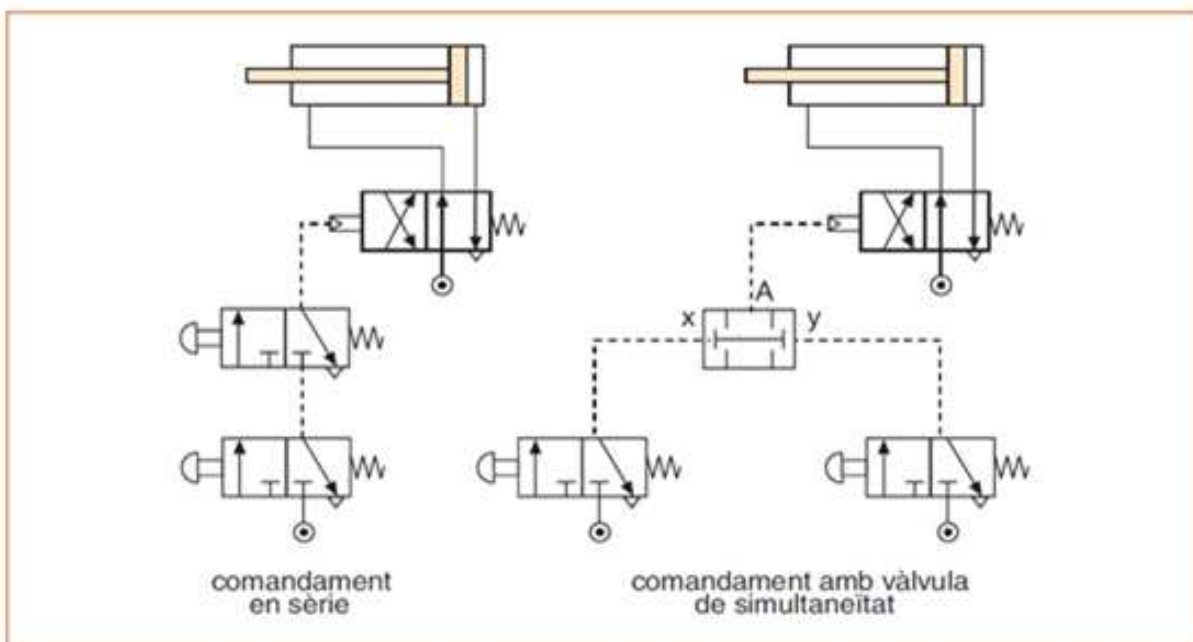 A
x
y
comandament
en sèrie
comandament amb vàlvula
de simultaneïtat